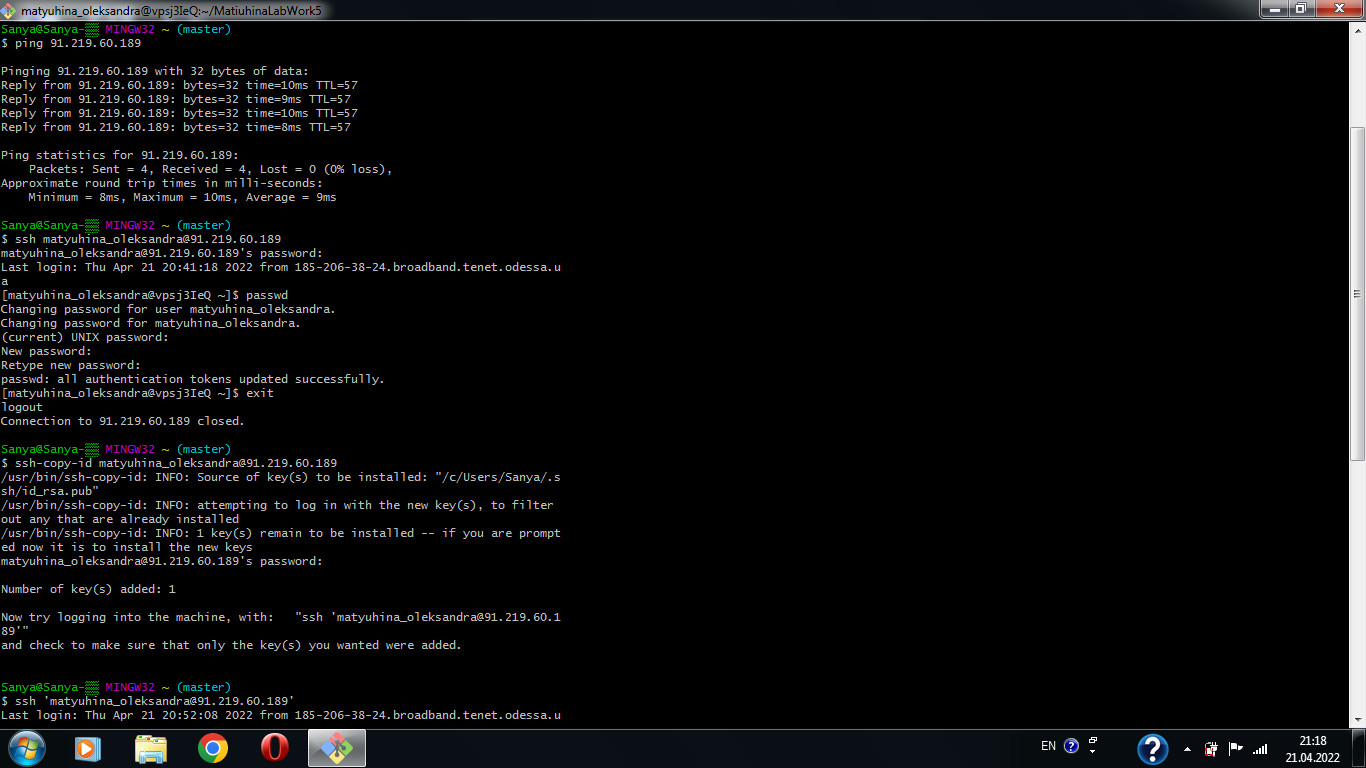 matyuhina_oleksandra@vpsj3IeQ:~/MatiuhinaLabWork5
Sanya@Sanya-▒▒ MINGW32 ~ (master)
$ ping 91.219.60.189
Pinging 91.219.60.189 with 32 bytes of data:
Reply from 91.219.60.189: bytes=32 time=10ms TTL=57
Reply from 91.219.60.189: bytes=32 time=9ms TTL=57
Reply from 91.219.60.189: bytes=32 time=10ms TTL=57
Reply from 91.219.60.189: bytes=32 time=8ms TTL=57
Ping statistics for 91.219.60.189:
    Packets: Sent = 4, Received = 4, Lost = 0 (0% loss),
Approximate round trip times in milli-seconds:
    Minimum = 8ms, Maximum = 10ms, Average = 9ms
Sanya@Sanya-▒▒ MINGW32 ~ (master)
$ ssh matyuhina_oleksandra@91.219.60.189
matyuhina_oleksandra@91.219.60.189's password:
Last login: Thu Apr 21 20:41:18 2022 from 185-206-38-24.broadband.tenet.odessa.u
a
[matyuhina_oleksandra@vpsj3IeQ ~]$ passwd
Changing password for user matyuhina_oleksandra.
Changing password for matyuhina_oleksandra.
(current) UNIX password:
New password:
Retype new password:
passwd: all authentication tokens updated successfully.
[matyuhina_oleksandra@vpsj3IeQ ~]$ exit
logout
Connection to 91.219.60.189 closed.
Sanya@Sanya-▒▒ MINGW32 ~ (master)
$ ssh-copy-id matyuhina_oleksandra@91.219.60.189
/usr/bin/ssh-copy-id: INFO: Source of key(s) to be installed: "/c/Users/Sanya/.s
sh/id_rsa.pub"
/usr/bin/ssh-copy-id: INFO: attempting to log in with the new key(s), to filter
out any that are already installed
/usr/bin/ssh-copy-id: INFO: 1 key(s) remain to be installed -- if you are prompt
ed now it is to install the new keys
matyuhina_oleksandra@91.219.60.189's password:
Number of key(s) added: 1
Now try logging into the machine, with:   "ssh 'matyuhina_oleksandra@91.219.60.1
89'"
and check to make sure that only the key(s) you wanted were added.
Sanya@Sanya-▒▒ MINGW32 ~ (master)
$ ssh 'matyuhina_oleksandra@91.219.60.189'
Last login: Thu Apr 21 20:52:08 2022 from 185-206-38-24.broadband.tenet.odessa.u
EN
21:18
21.04.2022